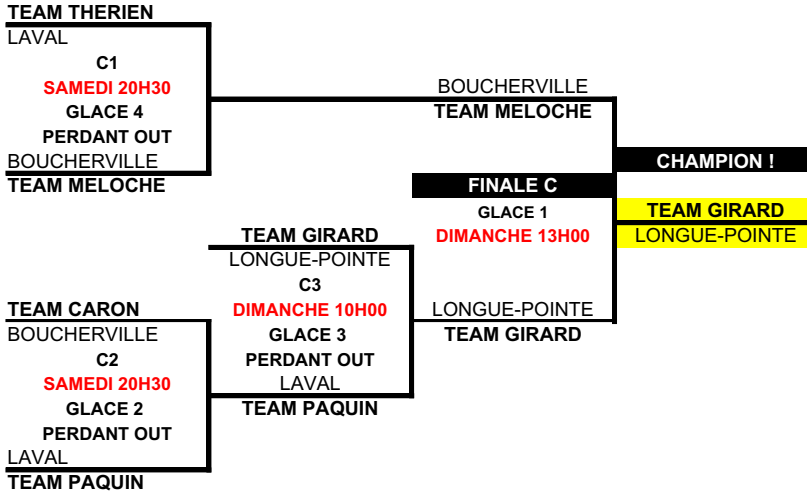 TEAM THERIEN
LAVAL
C1
SAMEDI 20H30
GLACE 4
PERDANT OUT
BOUCHERVILLE
TEAM MELOCHE
BOUCHERVILLE
TEAM MELOCHE
CHAMPION !
FINALE C
GLACE 1
DIMANCHE 13H00
TEAM GIRARD
LONGUE-POINTE
TEAM GIRARD
LONGUE-POINTE
C3
DIMANCHE 10H00
GLACE 3
PERDANT OUT
LAVAL
TEAM PAQUIN
LONGUE-POINTE
TEAM GIRARD
TEAM CARON
BOUCHERVILLE
C2
SAMEDI 20H30
GLACE 2
PERDANT OUT
LAVAL
TEAM PAQUIN